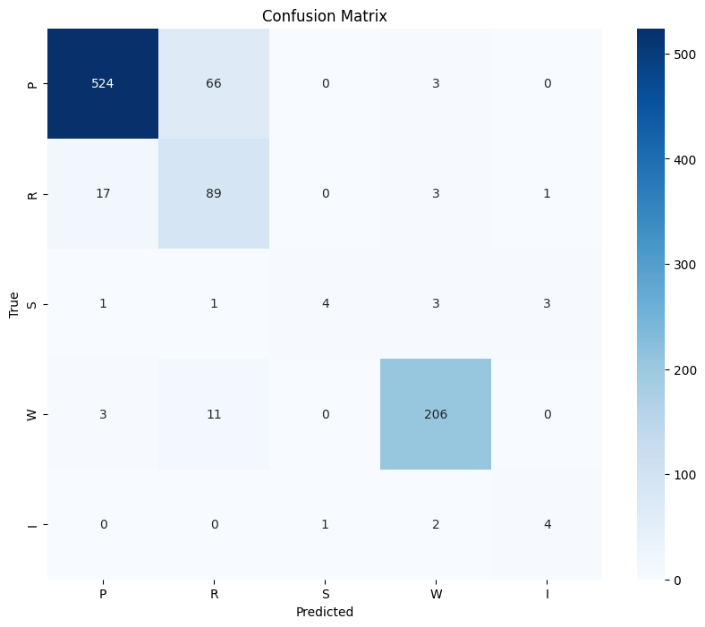 Confusion Matrix
P 524 66 0 3 0
R 17 89 0 3 1
S 1 1 4 3 3
W 3 11 0 206 0
I 0 0 1 2 4
P R S W I
Predicted
True
500
400
300
200
100
0